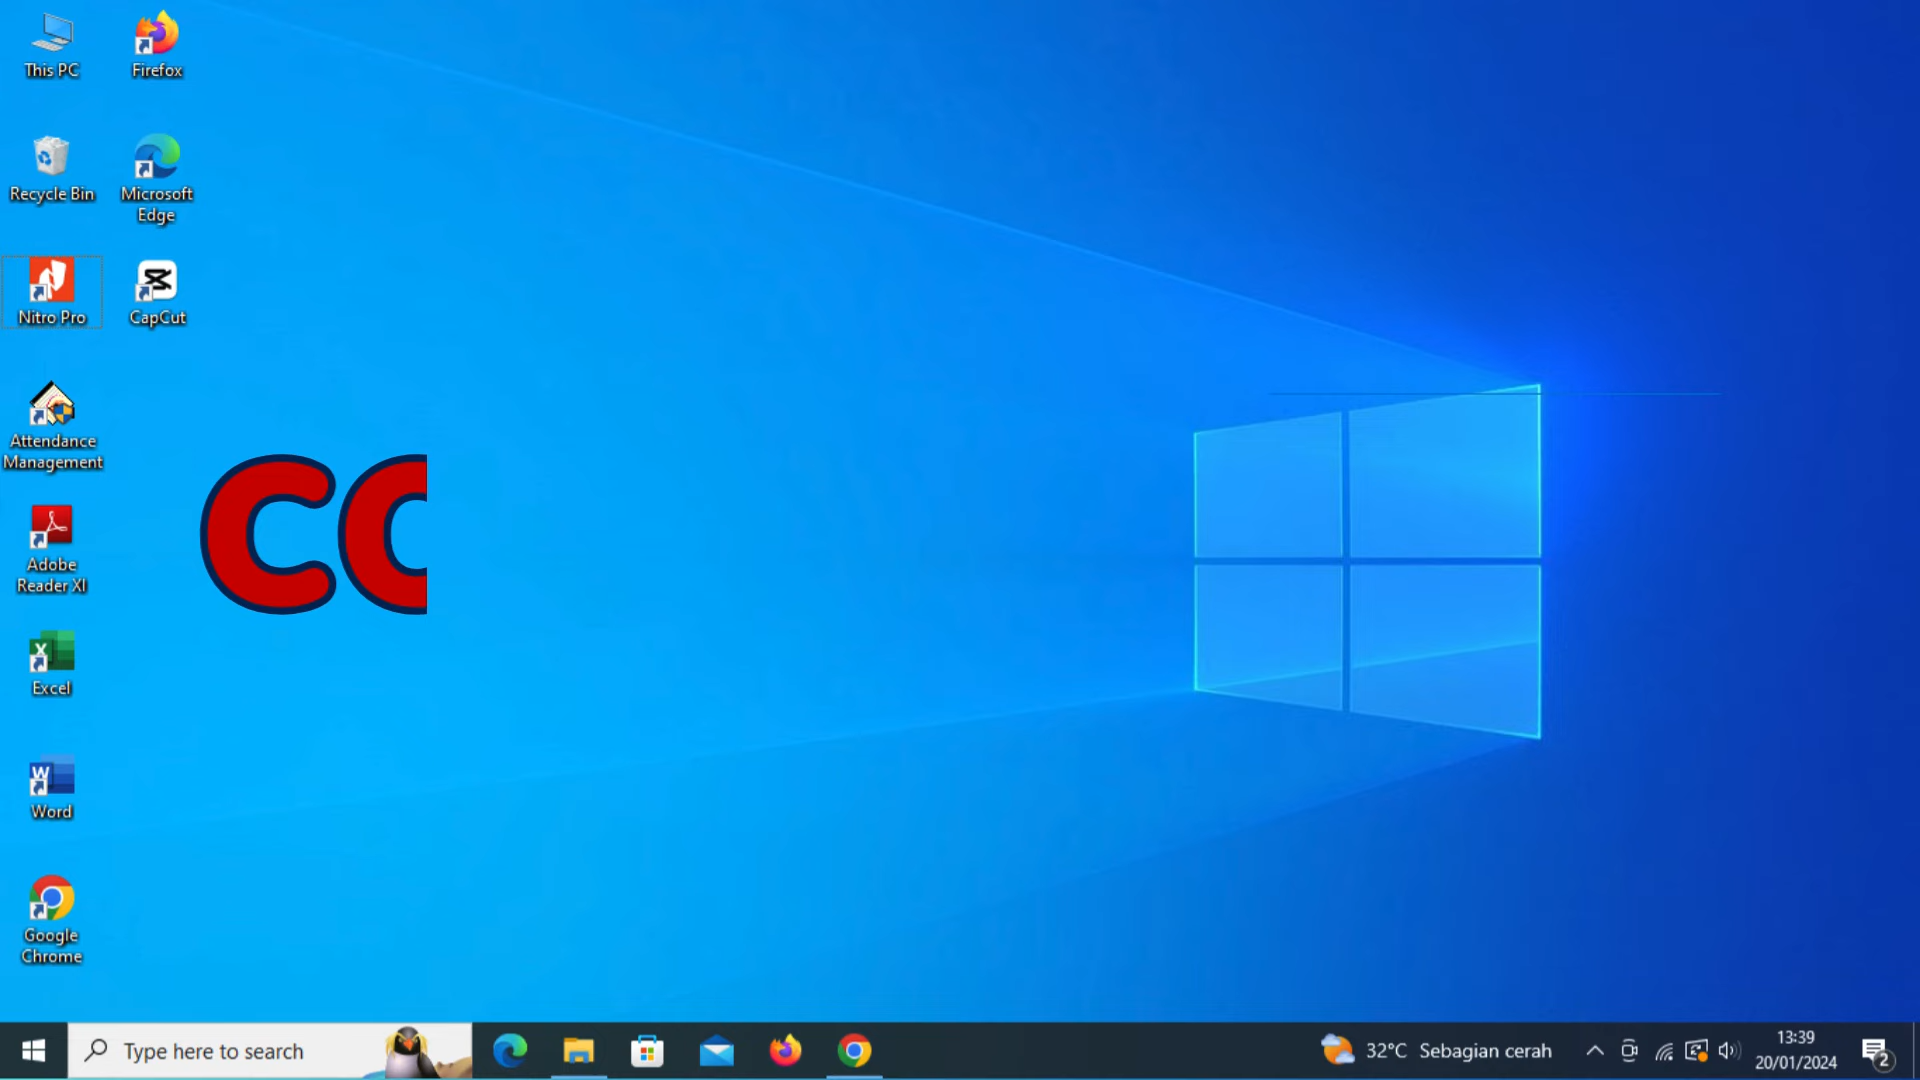 This PC
Firefox
Recycle Bin
Microsoft
Edge
Nitro Pro
CapCut
Attendance
Management
CC
Adobe
Reader XI
Excel
Word
Google
Chrome
Type here to search
32°C Sebagian cerah
13:39
20/01/2024
2